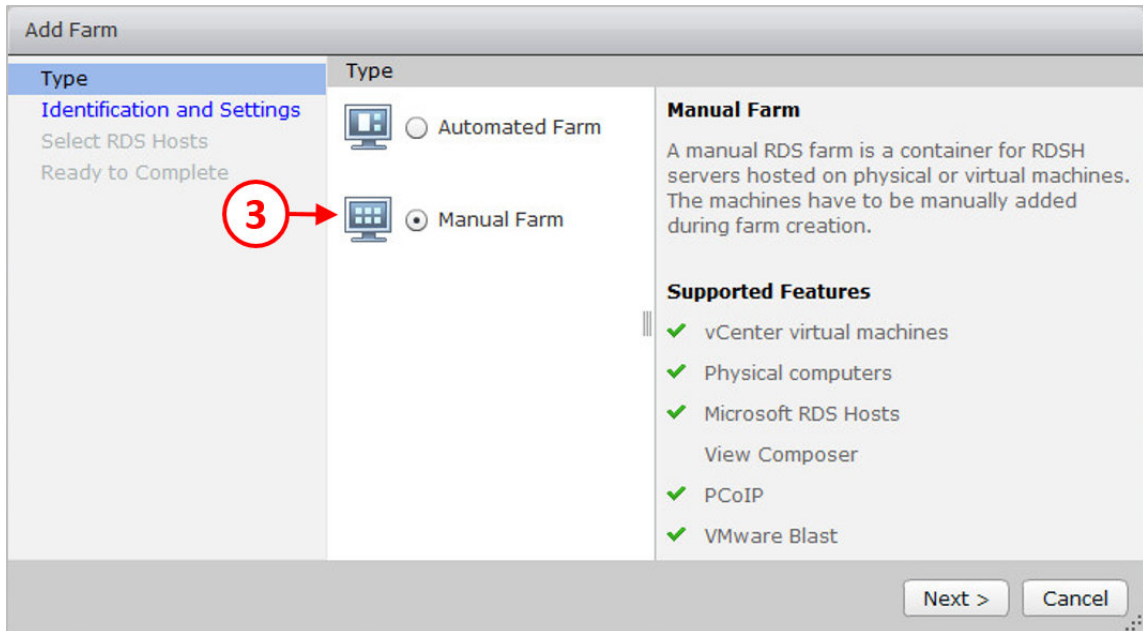 Add Farm
Type
Identification and Settings
Select RDS Hosts
Ready to Complete
3
Type
Automated Farm
Manual Farm
Manual Farm
A manual RDS farm is a container for RDSH
servers hosted on physical or virtual machines.
The machines have to be manually added
during farm creation.
Supported Features
vCenter virtual machines
Physical computers
Microsoft RDS Hosts
View Composer
PCoIP
VMware Blast
Next >
Cancel